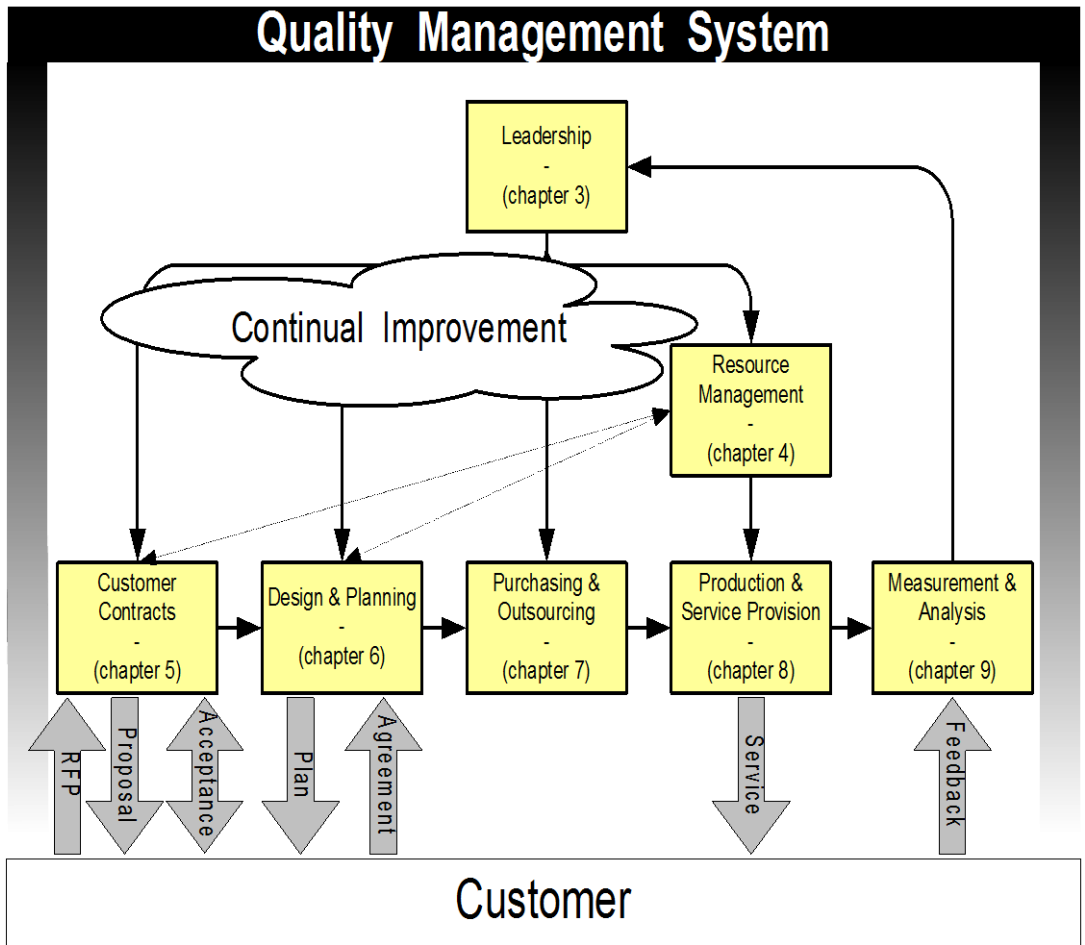 Quality Management System
Leadership
-
(chapter 3)
Continual Improvement
Resource
Management
-
(chapter 4)
Customer
Contracts
-
(chapter 5)
Design & Planning
-
(chapter 6)
Purchasing &
Outsourcing
-
(chapter 7)
Production &
Service Provision
-
(chapter 8)
Measurement &
Analysis
-
(chapter 9)
RFP
Proposal
Acceptance
Plan
Agreement
Service
Feedback
Customer